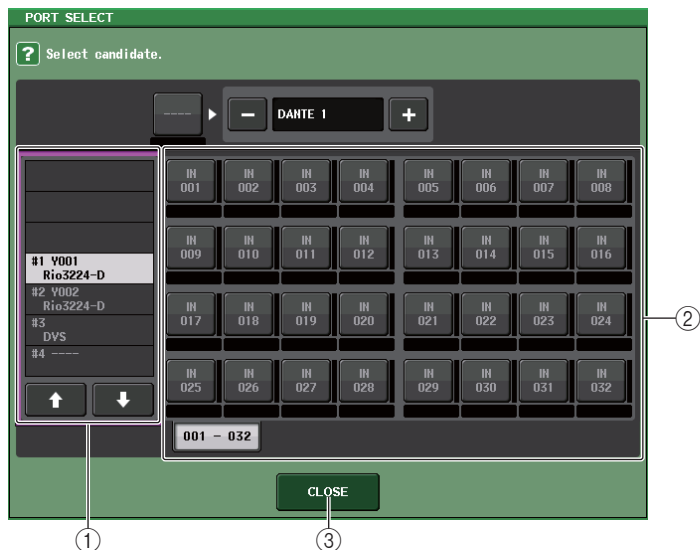 PORT SELECT
? Select candidate.
---- − DANTE 1 +
#1 Y001
Rio3224-D
#2 Y002
Rio3224-D
#3
DVS
#4 ----
IN 001 IN 002 IN 003 IN 004 IN 005 IN 006 IN 007 IN 008
IN 009 IN 010 IN 011 IN 012 IN 013 IN 014 IN 015 IN 016
IN 017 IN 018 IN 019 IN 020 IN 021 IN 022 IN 023 IN 024
IN 025 IN 026 IN 027 IN 028 IN 029 IN 030 IN 031 IN 032
001 - 032
②
CLOSE
① ③